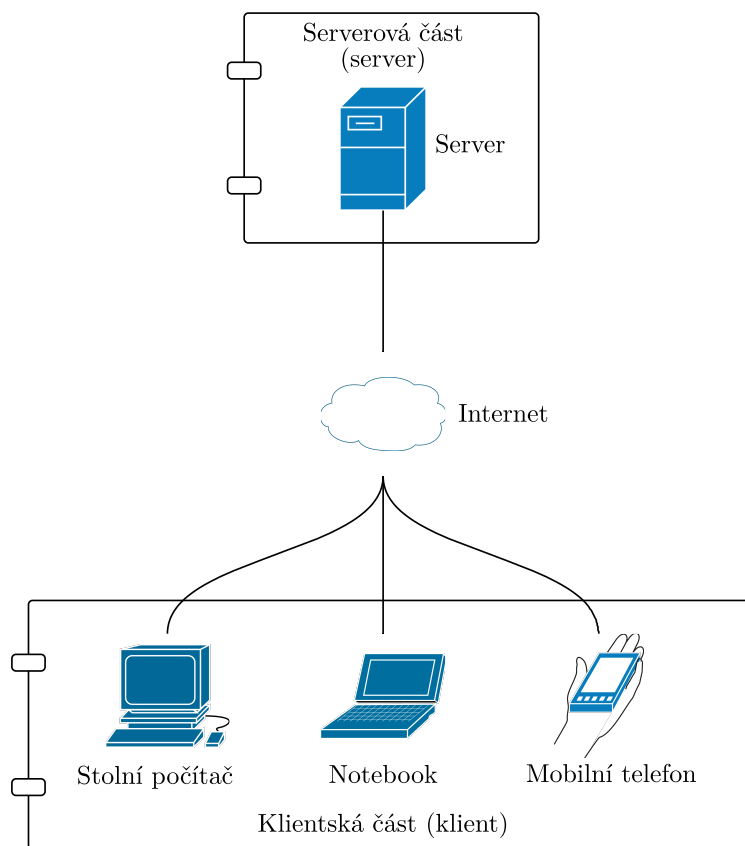 Serverová část
(server)
Server
Internet
Stolní počítač
Notebook
Mobilní telefon
Klientská část (klient)